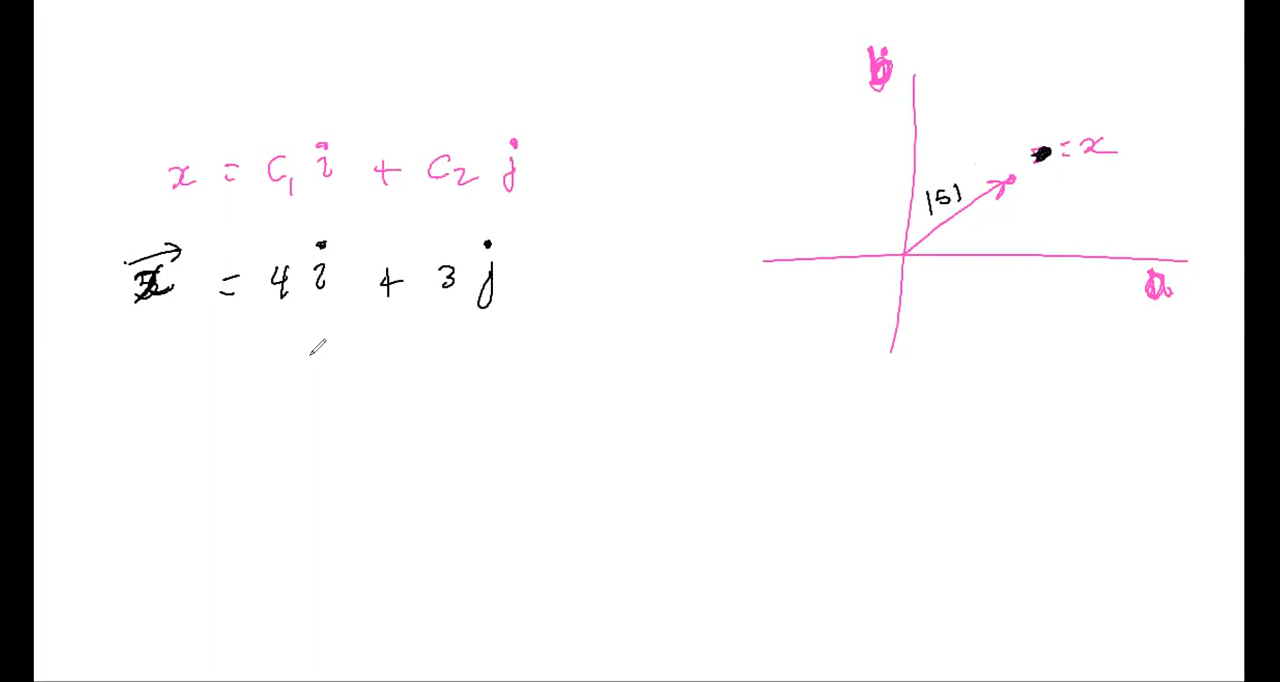 x = C₁ i + C₂ j
x⃗ = 4 i + 3 j
|5|
= x